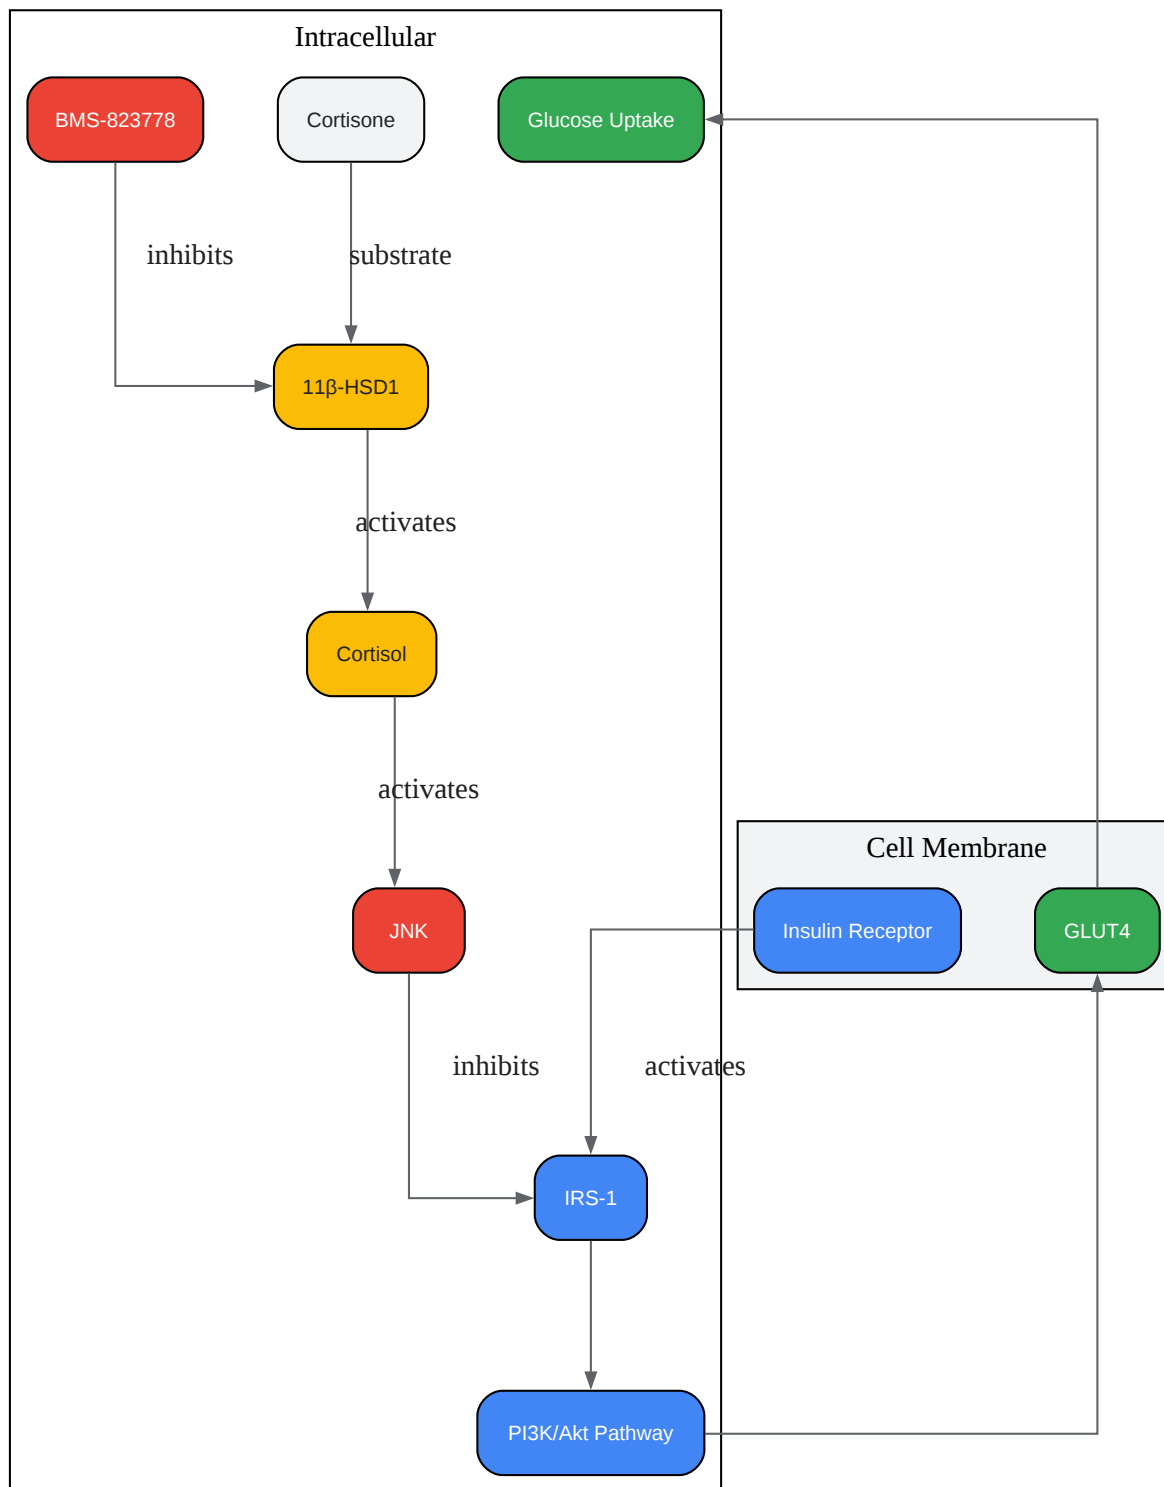 Intracellular
BMS-823778
Cortisone
Glucose Uptake
inhibits
substrate
11β-HSD1
activates
Cortisol
activates
Cell Membrane
JNK
Insulin Receptor
GLUT4
inhibits
activates
IRS-1
PI3K/Akt Pathway